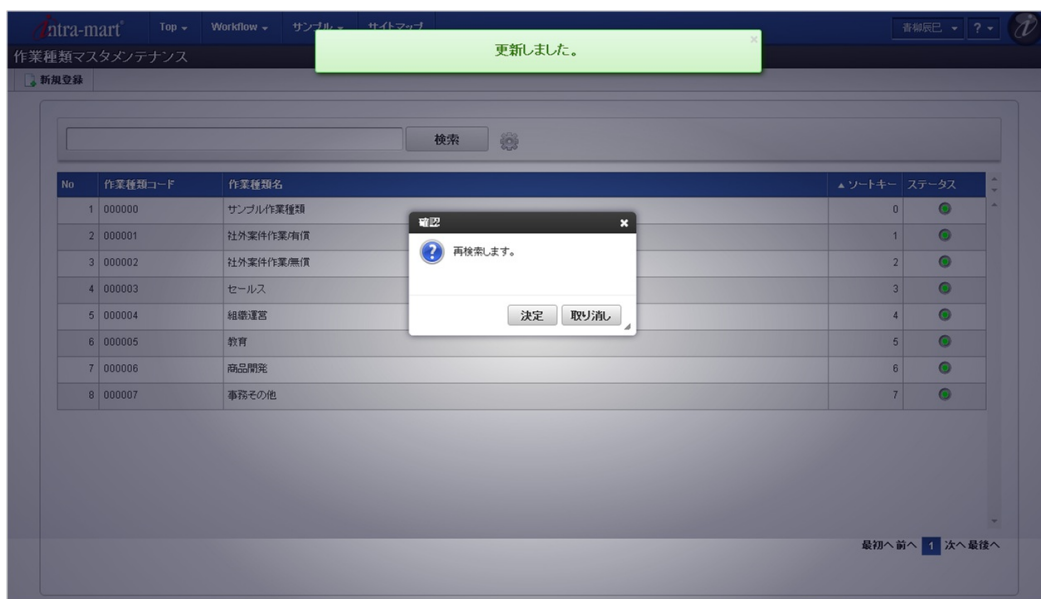 intra-mart Top Workflow サンプル サイトマップ 青柳辰巳 ?
更新しました。 ×
作業種類マスタメンテナンス
新規登録
検索
No 作業種類コード 作業種類名 ▲ ソートキー ステータス
1 000000 サンプル作業種類 0
2 000001 社外案件作業/有償 1
3 000002 社外案件作業/無償 2
4 000003 セールス 3
5 000004 組織運営 4
6 000005 教育 5
7 000006 商品開発 6
8 000007 事務その他 7
確認
再検索します。
決定 取り消し
最初へ 前へ 1 次へ 最後へ